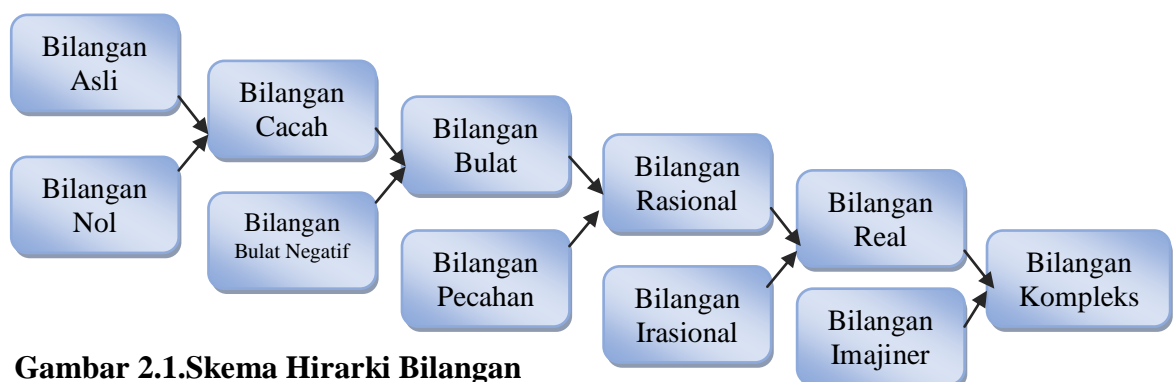 Bilangan
Asli
Bilangan
Nol
Bilangan
Cacah
Bilangan
Bulat Negatif
Bilangan
Bulat
Bilangan
Pecahan
Bilangan
Rasional
Bilangan
Irasional
Bilangan
Real
Bilangan
Imajiner
Bilangan
Kompleks
Gambar 2.1.Skema Hirarki Bilangan